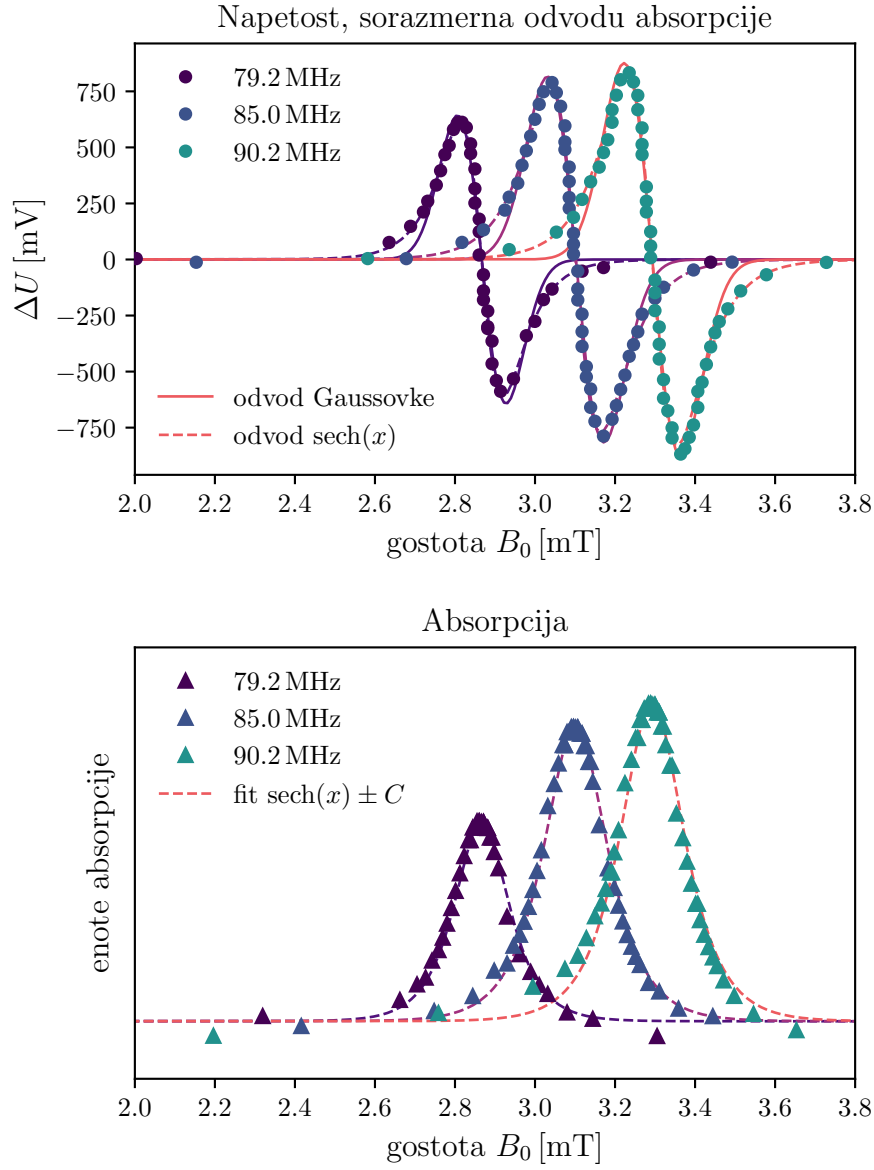 Napetost, sorazmerna odvodu absorpcije
79.2 MHz
85.0 MHz
90.2 MHz
750
500
250
0
−250
−500
−750
ΔU [mV]
odvod Gaussovke
odvod sech(x)
2.0 2.2 2.4 2.6 2.8 3.0 3.2 3.4 3.6 3.8
gostota B₀ [mT]
Absorpcija
79.2 MHz
85.0 MHz
90.2 MHz
fit sech(x) ± C
enote absorpcije
2.0 2.2 2.4 2.6 2.8 3.0 3.2 3.4 3.6 3.8
gostota B₀ [mT]